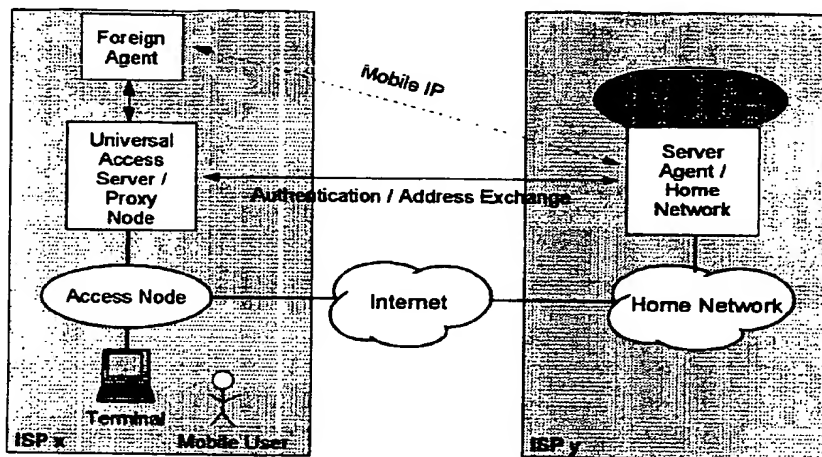 Foreign
Agent
Mobile IP
Universal
Access
Server /
Proxy
Node
Server
Agent /
Home
Network
Authentication / Address Exchange
Access Node
Internet
Home Network
Terminal
Mobile User
ISP x
ISP y